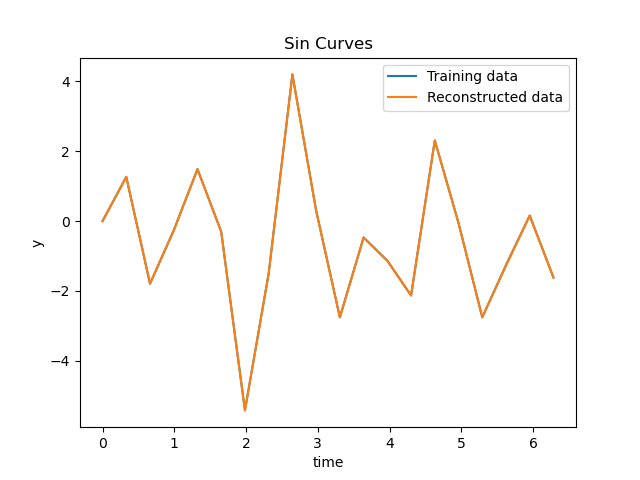 Sin Curves
Training data
Reconstructed data
4
2
0
−2
−4
y
0 1 2 3 4 5 6
time